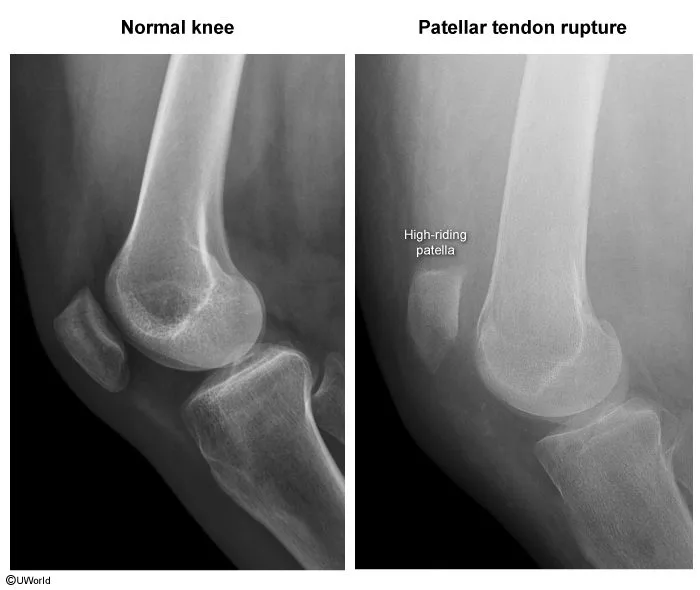 Normal knee
Patellar tendon rupture
High-riding
patella
©UWorld